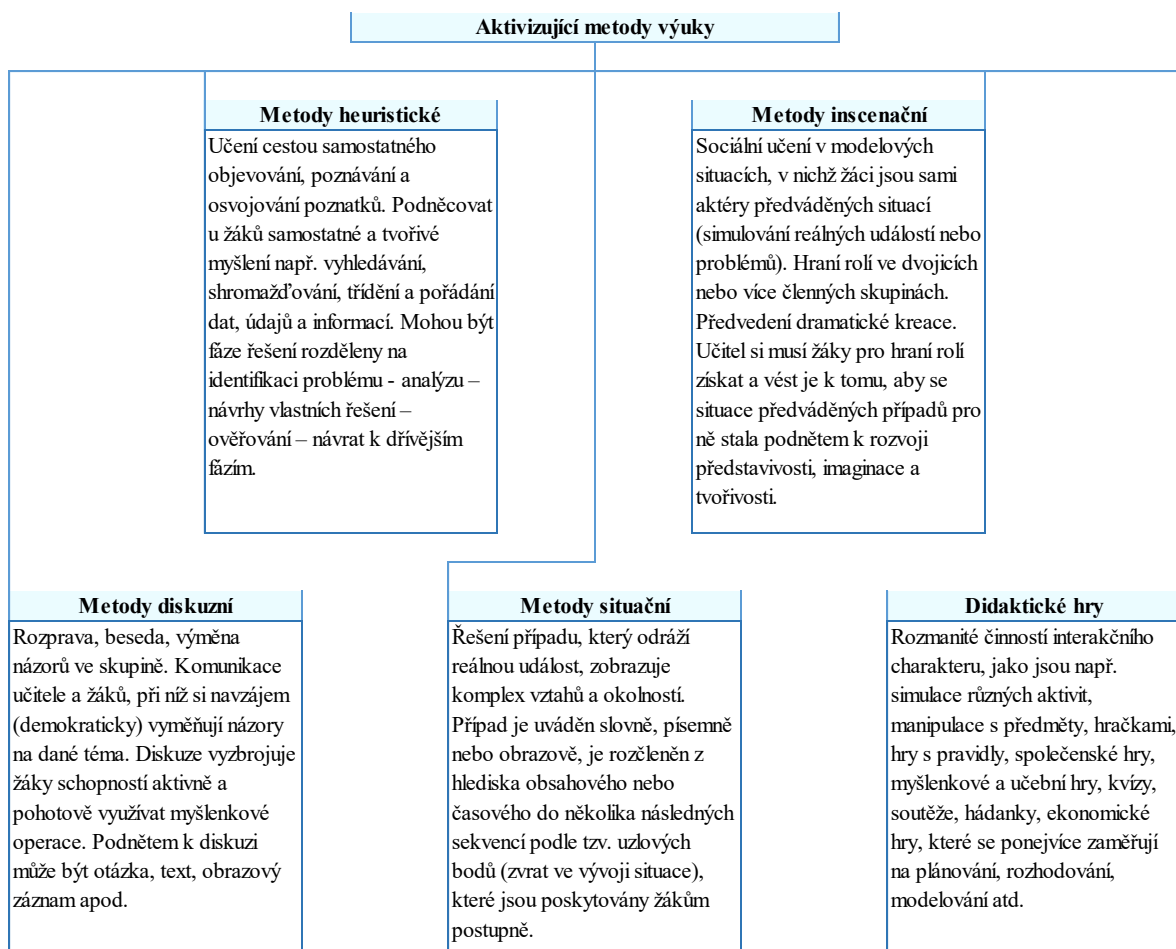 Aktivizující metody výuky
Metody heuristické
Učení cestou samostatného
objevování, poznávání a
osvojování poznatků. Podněcovat
u žáků samostatné a tvořivé
myšlení např. vyhledávání,
shromažďování, třídění a pořádání
dat, údajů a informací. Mohou být
fáze řešení rozděleny na
identifikaci problému - analýzu –
návrhy vlastních řešení –
ověřování – návrat k dřívějším
fázím.
Metody inscenační
Sociální učení v modelových
situacích, v nichž žáci jsou sami
aktéry předváděných situací
(simulování reálných událostí nebo
problémů). Hraní rolí ve dvojicích
nebo více členných skupinách.
Předvedení dramatické kreace.
Učitel si musí žáky pro hraní rolí
získat a vést je k tomu, aby se
situace předváděných případů pro
ně stala podnětem k rozvoji
představivosti, imaginace a
tvořivosti.
Metody diskuzní
Rozprava, beseda, výměna
názorů ve skupině. Komunikace
učitele a žáků, při níž si navzájem
(demokraticky) vyměňují názory
na dané téma. Diskuze vyzbrojuje
žáky schopností aktivně a
pohotově využívat myšlenkové
operace. Podnětem k diskuzi
může být otázka, text, obrazový
záznam apod.
Metody situační
Řešení případu, který odráží
reálnou událost, zobrazuje
komplex vztahů a okolností.
Případ je uváděn slovně, písemně
nebo obrazově, je rozčleněn z
hlediska obsahového nebo
časového do několika následných
sekvencí podle tzv. uzlových
bodů (zvrat ve vývoji situace),
které jsou poskytovány žákům
postupně.
Didaktické hry
Rozmanité činností interakčního
charakteru, jako jsou např.
simulace různých aktivit,
manipulace s předměty, hračkami,
hry s pravidly, společenské hry,
myšlenkové a učební hry, kvízy,
soutěže, hádanky, ekonomické
hry, které se ponejvíce zaměřují
na plánování, rozhodování,
modelování atd.